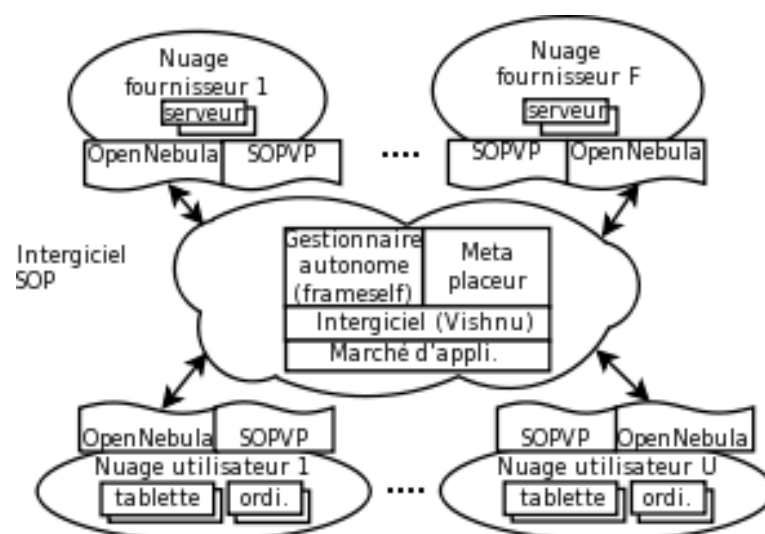 Nuage
fournisseur 1
serveur
OpenNebula
SOPVP
....
Nuage
fournisseur F
serveur
SOPVP
OpenNebula
Intergiciel
SOP
Gestionnaire
autonome
(frameself)
Meta
placeur
Intergiciel (Vishnu)
Marché d'appli.
OpenNebula
SOPVP
Nuage utilisateur 1
tablette
ordi.
....
SOPVP
OpenNebula
Nuage utilisateur U
tablette
ordi.